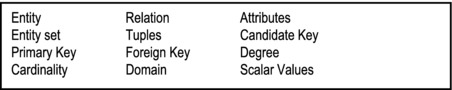 Entity Relation Attributes
Entity set Tuples Candidate Key
Primary Key Foreign Key Degree
Cardinality Domain Scalar Values